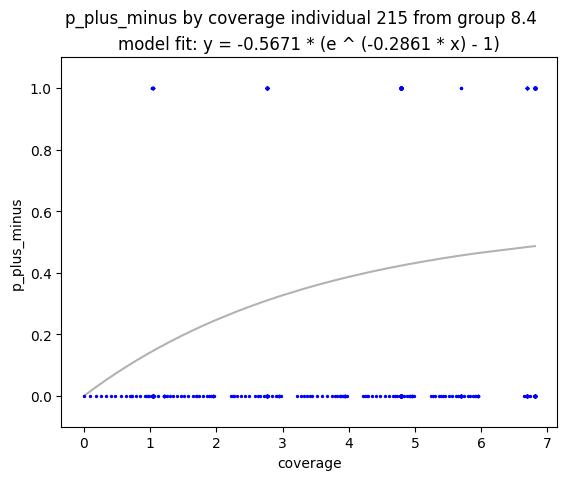 p_plus_minus by coverage individual 215 from group 8.4
model fit: y = -0.5671 * (e ^ (-0.2861 * x) - 1)
1.0
0.8
0.6
0.4
0.2
0.0
p_plus_minus
0 1 2 3 4 5 6 7
coverage